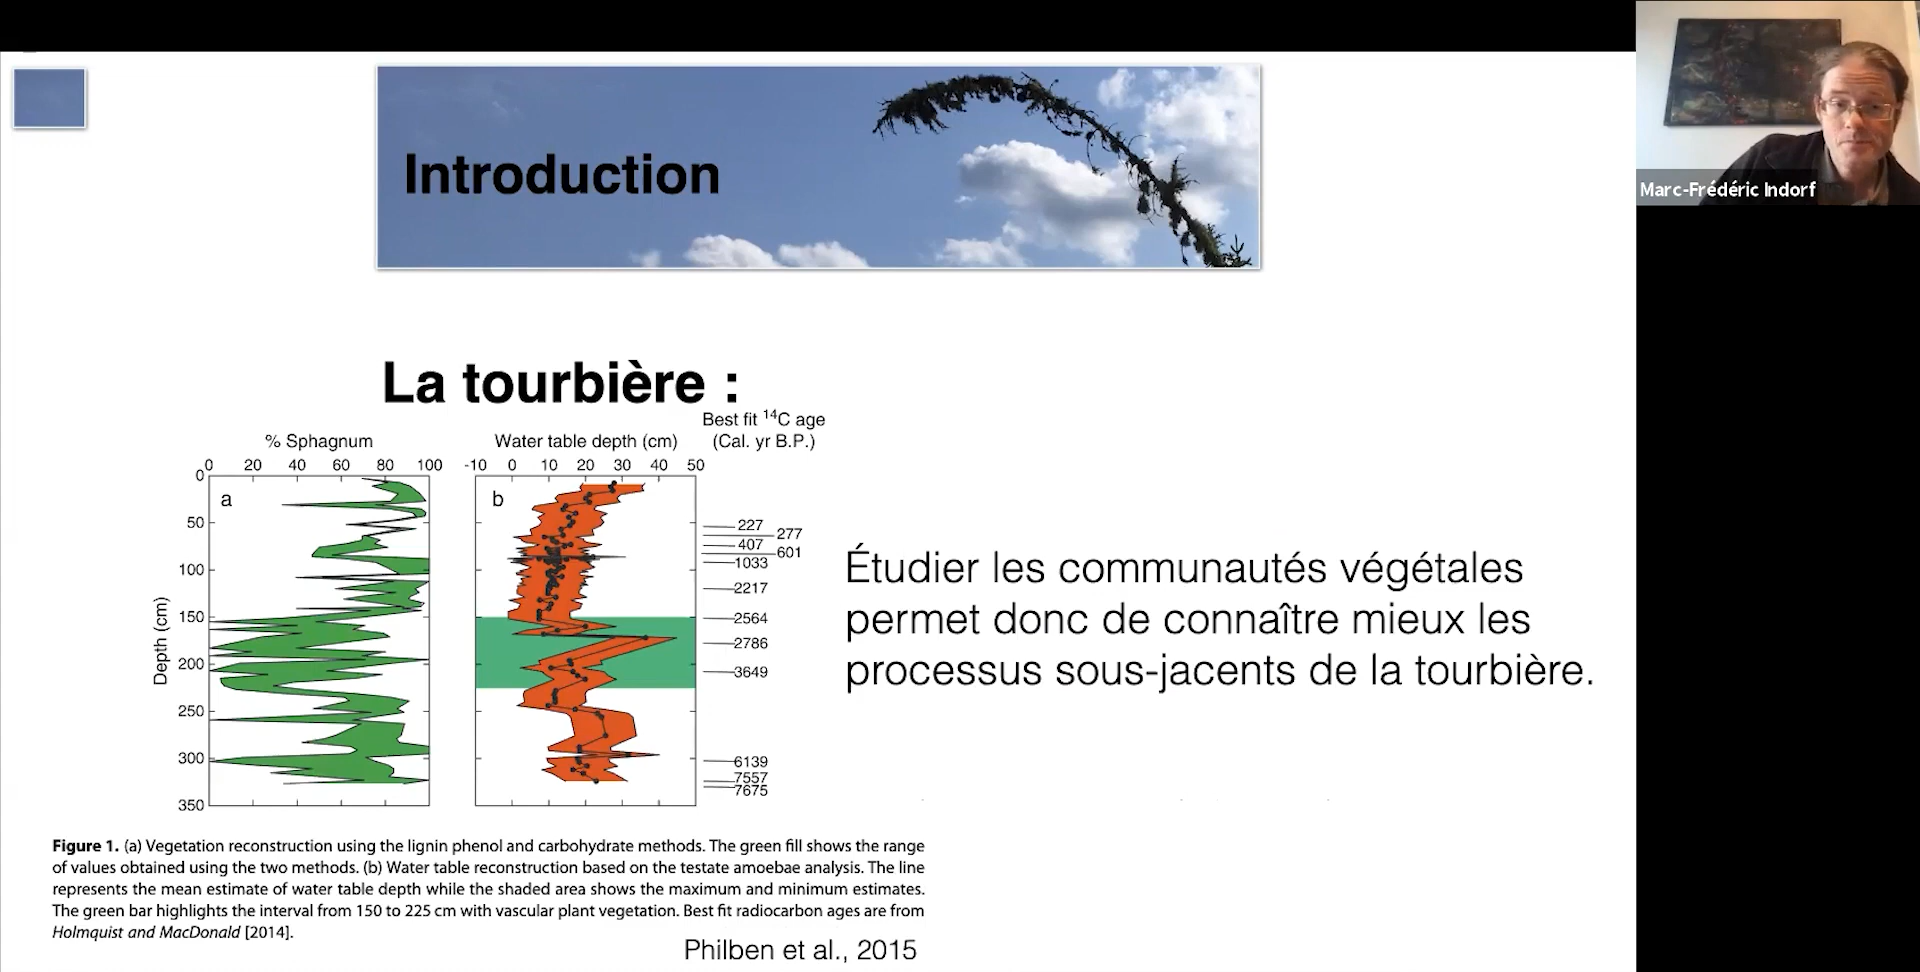 Introduction
Marc-Frédéric Indorf
La tourbière :
% Sphagnum
0 20 40 60 80 100
Water table depth (cm)
-10 0 10 20 30 40 50
Best fit 14C age
(Cal. yr B.P.)
Depth (cm)
0
50
100
150
200
250
300
350
a
b
227
277
407
601
1033
2217
2564
2786
3649
6139
7557
7675
Étudier les communautés végétales
permet donc de connaître mieux les
processus sous-jacents de la tourbière.
Figure 1. (a) Vegetation reconstruction using the lignin phenol and carbohydrate methods. The green fill shows the range
of values obtained using the two methods. (b) Water table reconstruction based on the testate amoebae analysis. The line
represents the mean estimate of water table depth while the shaded area shows the maximum and minimum estimates.
The green bar highlights the interval from 150 to 225 cm with vascular plant vegetation. Best fit radiocarbon ages are from
Holmquist and MacDonald [2014].
Philben et al., 2015